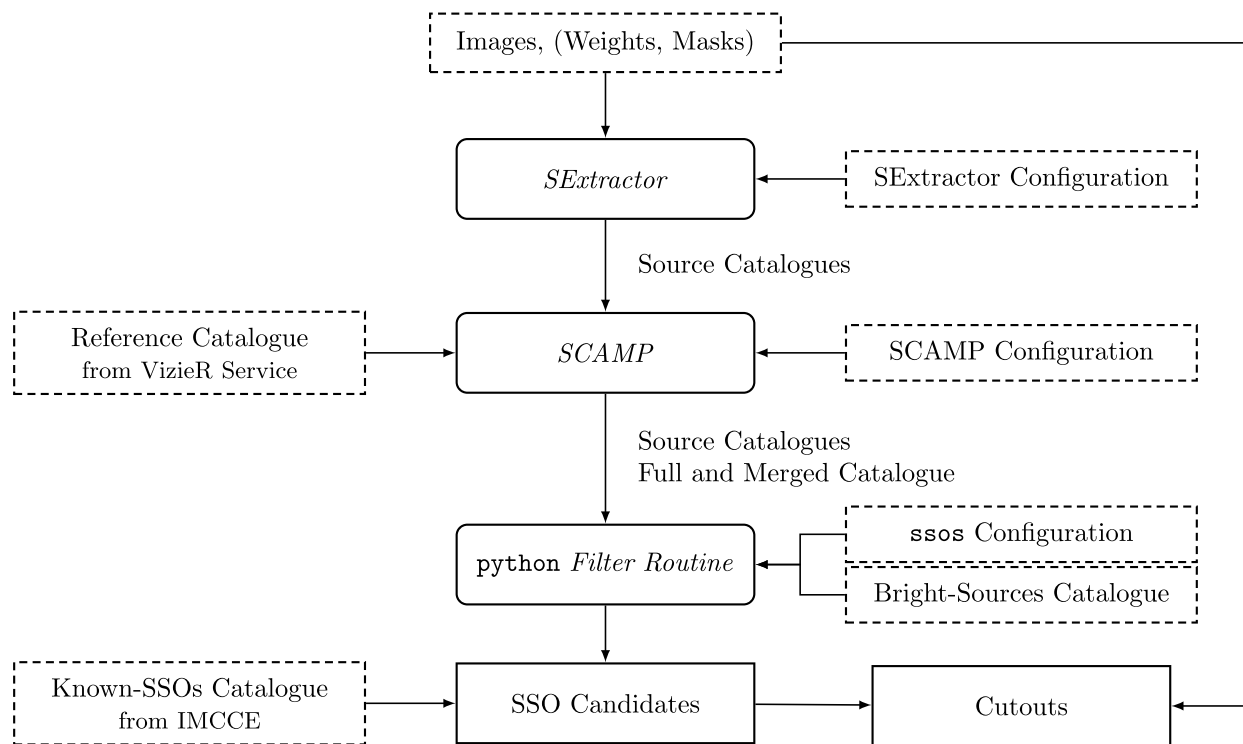 Images, (Weights, Masks)
SExtractor
SExtractor Configuration
Source Catalogues
Reference Catalogue
from VizieR Service
SCAMP
SCAMP Configuration
Source Catalogues
Full and Merged Catalogue
python Filter Routine
ssos Configuration
Bright-Sources Catalogue
Known-SSOs Catalogue
from IMCCE
SSO Candidates
Cutouts